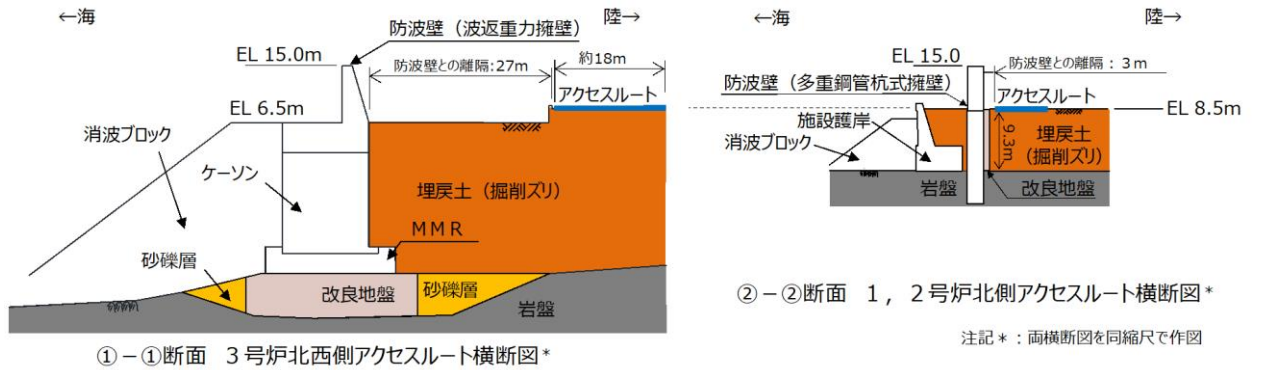 ←海
陸→
防波壁（波返重力擁壁）
EL 15.0m
防波壁との離隔:27m
約18m
アクセスルート
EL 6.5m
消波ブロック
ケーソン
埋戻土（掘削ズリ）
ＭＭＲ
砂礫層
改良地盤
砂礫層
岩盤
①－①断面　３号炉北西側アクセスルート横断図*
←海
陸→
EL 15.0
防波壁との離隔：３ｍ
防波壁（多重鋼管杭式擁壁）
アクセスルート
EL 8.5m
施設護岸
消波ブロック
9.3m
埋戻土
（掘削ズリ）
岩盤
改良地盤
②－②断面　１，２号炉北側アクセスルート横断図*
注記*：両横断図を同縮尺で作図